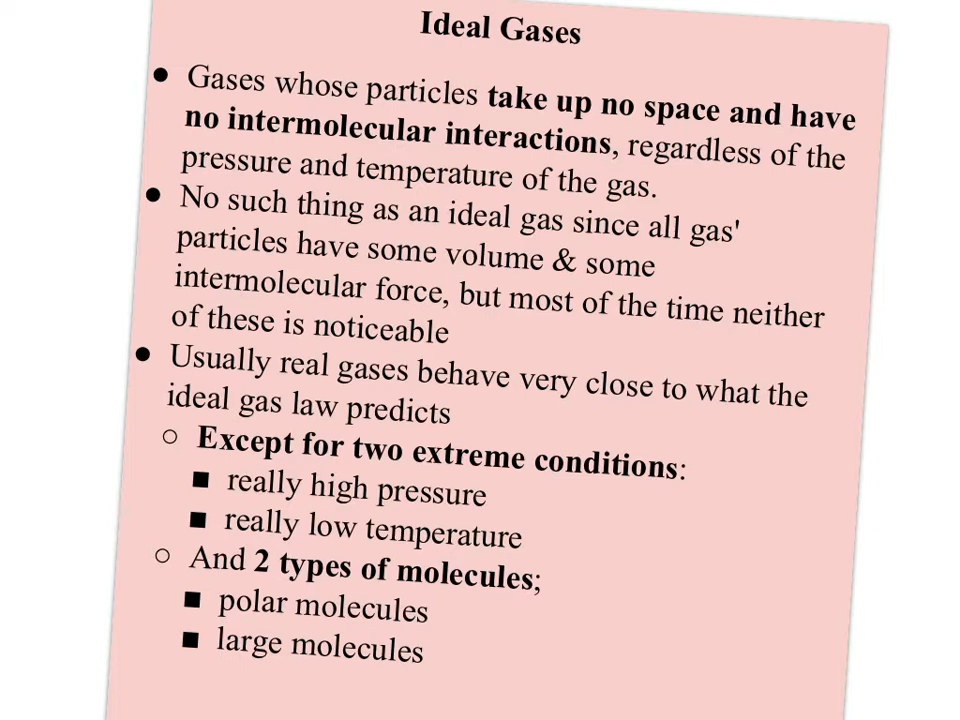 Ideal Gases
● Gases whose particles take up no space and have
no intermolecular interactions, regardless of the
pressure and temperature of the gas.
● No such thing as an ideal gas since all gas'
particles have some volume & some
intermolecular force, but most of the time neither
of these is noticeable
● Usually real gases behave very close to what the
ideal gas law predicts
○ Except for two extreme conditions:
■ really high pressure
■ really low temperature
○ And 2 types of molecules;
■ polar molecules
■ large molecules